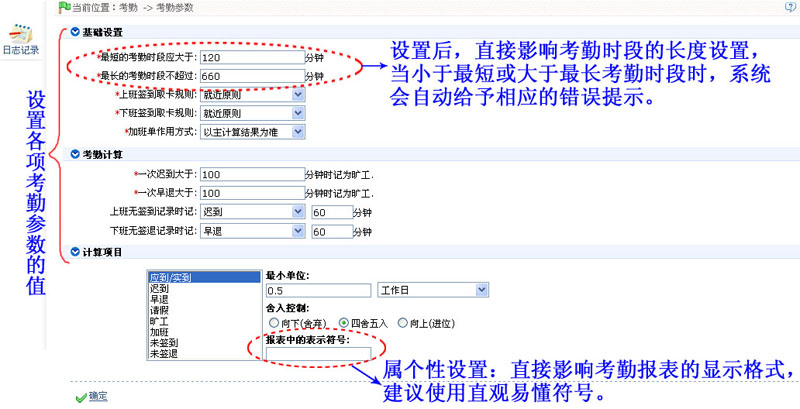 当前位置：考勤 -> 考勤参数
日志记录
设置各项考勤参数的值
基础设置
*最短的考勤时段应大于: 120 分钟
*最长的考勤时段不超过: 660 分钟
*上班签到取卡规则: 就近原则
*下班签到取卡规则: 就近原则
*加班单作用方式: 以主计算结果为准
设置后，直接影响考勤时段的长度设置，
当小于最短或大于最长考勤时段时，系统
会自动给予相应的错误提示。
考勤计算
*一次迟到大于: 100 分钟时记为旷工.
*一次早退大于: 100 分钟时记为旷工.
上班无签到记录时记: 迟到 60 分钟
下班无签退记录时记: 早退 60 分钟
计算项目
应到/实到
迟到
早退
请假
旷工
加班
未签到
未签退
最小单位:
0.5 工作日
舍入控制:
向下(舍弃) 四舍五入 向上(进位)
报表中的表示符号:
属个性设置：直接影响考勤报表的显示格式，
建议使用直观易懂符号。
确定